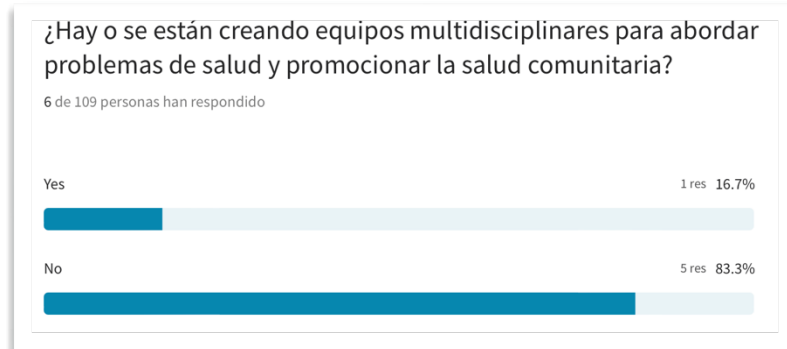 ¿Hay o se están creando equipos multidisciplinares para abordar
problemas de salud y promocionar la salud comunitaria?
6 de 109 personas han respondido
Yes 1 res 16.7%
No 5 res 83.3%